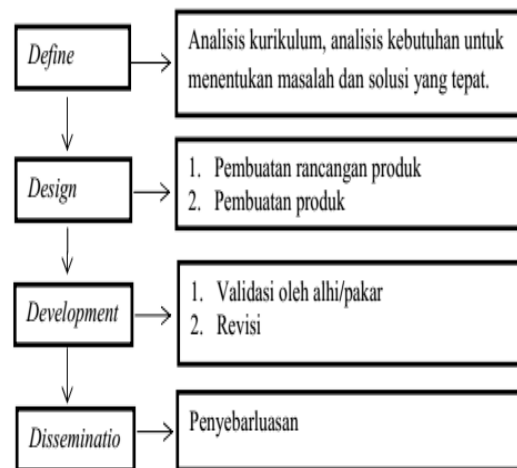 Define
Analisis kurikulum, analisis kebutuhan untuk
menentukan masalah dan solusi yang tepat.
Design
1. Pembuatan rancangan produk
2. Pembuatan produk
Development
1. Validasi oleh alhi/pakar
2. Revisi
Disseminatio
Penyebarluasan